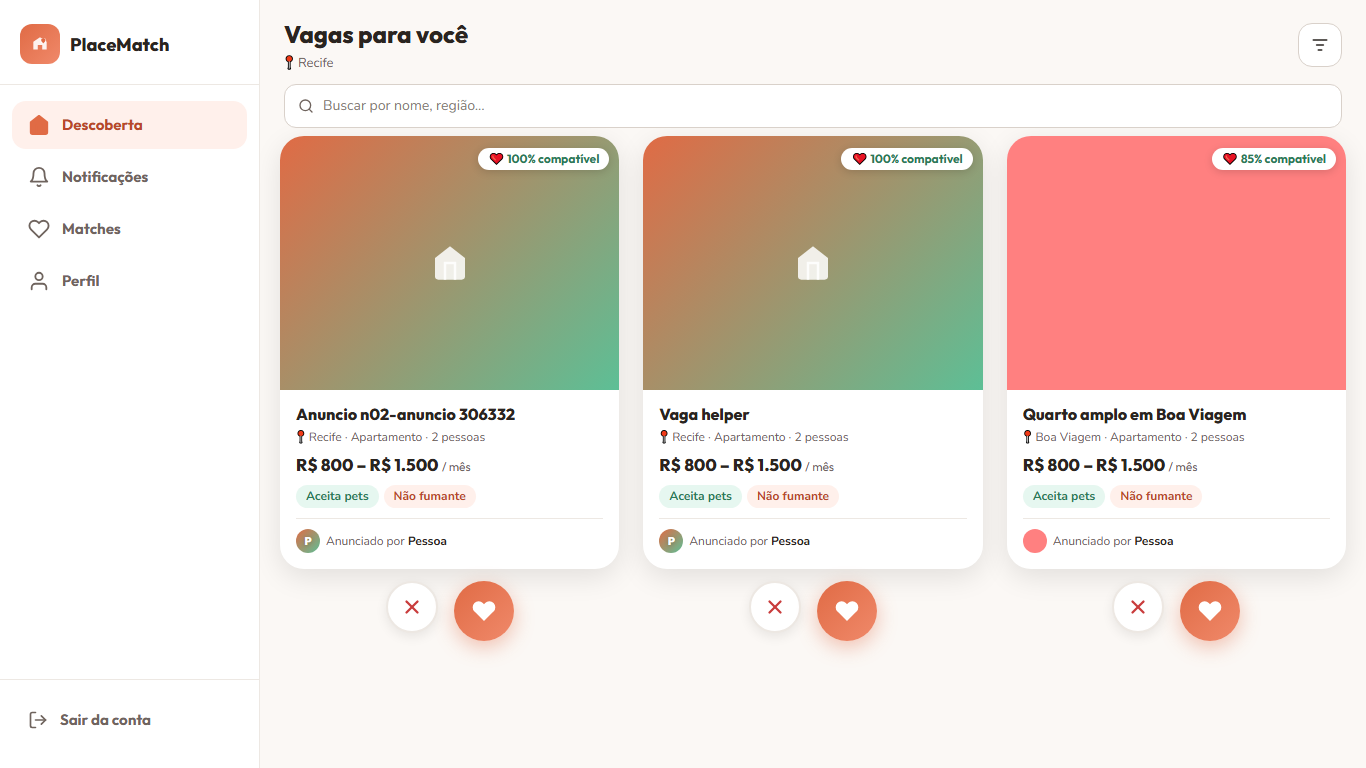 PlaceMatch
Descoberta
Notificações
Matches
Perfil
Sair da conta
Vagas para você
📍 Recife
Buscar por nome, região...
❤️ 100% compatível
Anuncio n02-anuncio 306332
📍 Recife · Apartamento · 2 pessoas
R$ 800 – R$ 1.500 / mês
Aceita pets Não fumante
P Anunciado por Pessoa
❤️ 100% compatível
Vaga helper
📍 Recife · Apartamento · 2 pessoas
R$ 800 – R$ 1.500 / mês
Aceita pets Não fumante
P Anunciado por Pessoa
❤️ 85% compatível
Quarto amplo em Boa Viagem
📍 Boa Viagem · Apartamento · 2 pessoas
R$ 800 – R$ 1.500 / mês
Aceita pets Não fumante
Anunciado por Pessoa